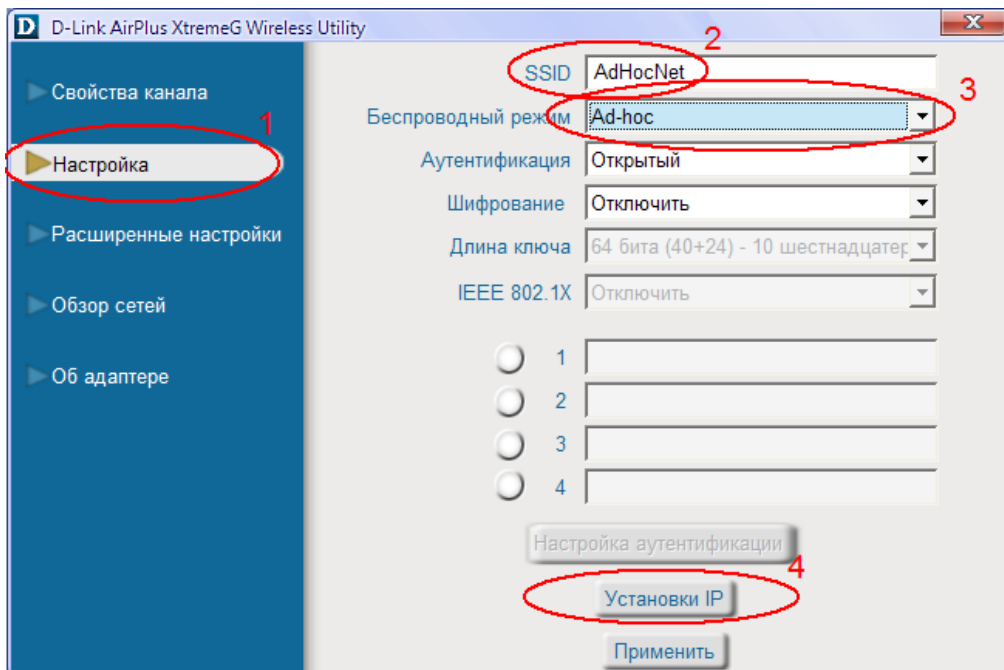 D D-Link AirPlus XtremeG Wireless Utility
Свойства канала
1
Настройка
Расширенные настройки
Обзор сетей
Об адаптере
2
SSID AdHocNet
3
Беспроводный режим Ad-hoc
Аутентификация Открытый
Шифрование Отключить
Длина ключа 64 бита (40+24) - 10 шестнадцатер
IEEE 802.1X Отключить
1
2
3
4
Настройка аутентификации
4
Установки IP
Применить